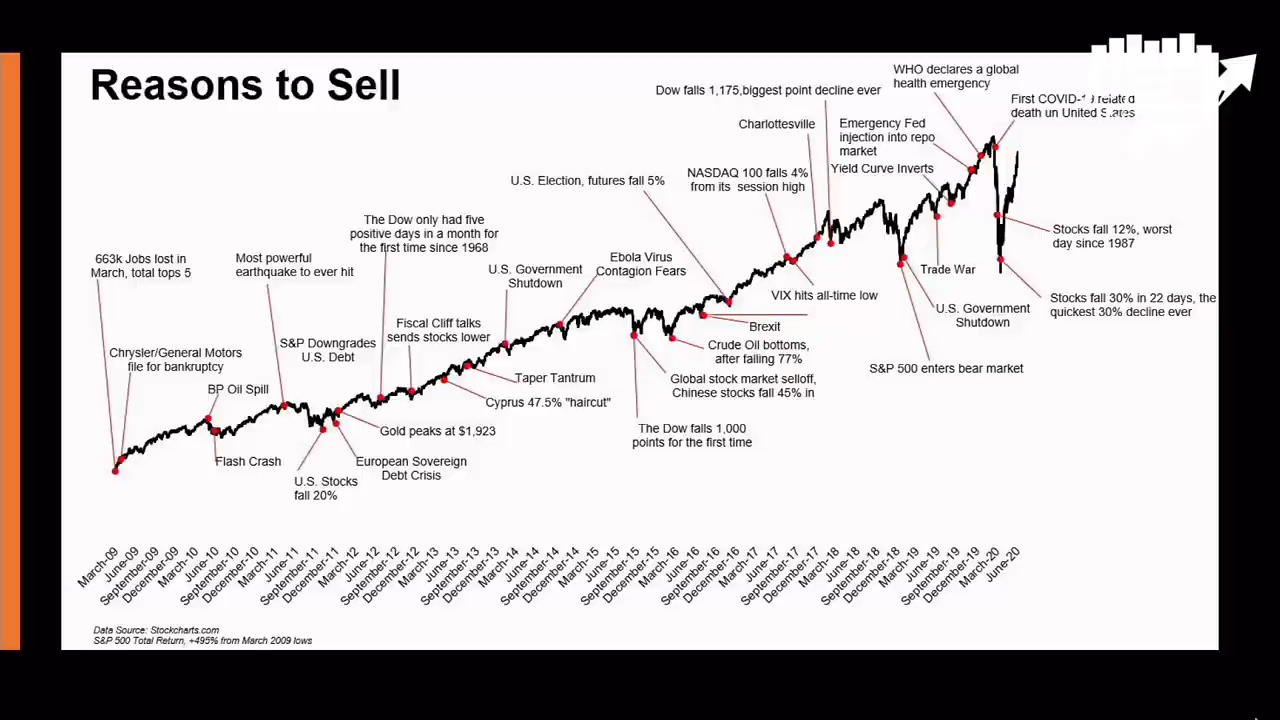 Reasons to Sell
WHO declares a global
health emergency
Dow falls 1,175,biggest point decline ever
First COVID-19 related
death un United States
Charlottesville
Emergency Fed
injection into repo
market
Yield Curve Inverts
NASDAQ 100 falls 4%
from its session high
U.S. Election, futures fall 5%
The Dow only had five
positive days in a month for
the first time since 1968
Stocks fall 12%, worst
day since 1987
663k Jobs lost in
March, total tops 5
Most powerful
earthquake to ever hit
U.S. Government
Shutdown
Ebola Virus
Contagion Fears
Trade War
VIX hits all-time low
Stocks fall 30% in 22 days, the
quickest 30% decline ever
U.S. Government
Shutdown
Fiscal Cliff talks
sends stocks lower
Brexit
S&P Downgrades
U.S. Debt
Crude Oil bottoms,
after falling 77%
Chrysler/General Motors
file for bankruptcy
S&P 500 enters bear market
Taper Tantrum
Global stock market selloff,
Chinese stocks fall 45% in
BP Oil Spill
Cyprus 47.5% "haircut"
Gold peaks at $1,923
The Dow falls 1,000
points for the first time
Flash Crash
European Sovereign
Debt Crisis
U.S. Stocks
fall 20%
March-09
June-09
September-09
December-09
March-10
June-10
September-10
December-10
March-11
June-11
September-11
December-11
March-12
June-12
September-12
December-12
March-13
June-13
September-13
December-13
March-14
June-14
September-14
December-14
March-15
June-15
September-15
December-15
March-16
June-16
September-16
December-16
March-17
June-17
September-17
December-17
March-18
June-18
September-18
December-18
March-19
June-19
September-19
December-19
March-20
June-20
Data Source: Stockcharts.com
S&P 500 Total Return, +495% from March 2009 lows